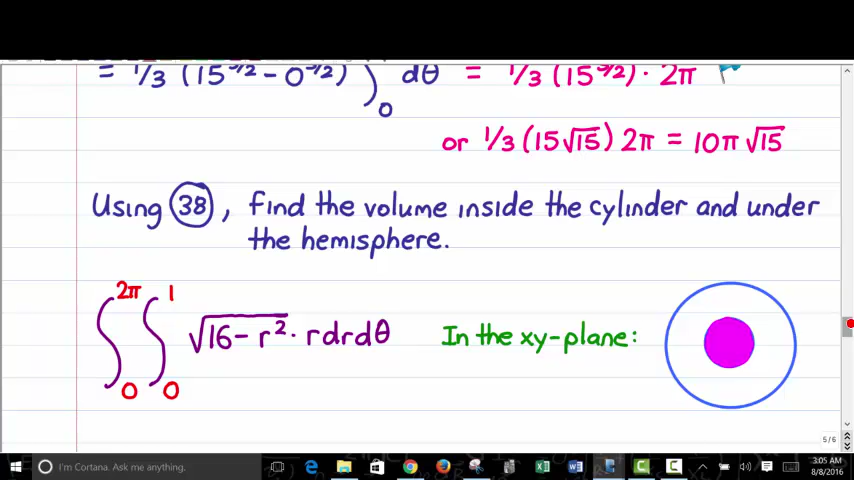 = 1/3 (15^3/2 − 0^3/2) ∫ 0 dθ = 1/3 (15^3/2) · 2π
or 1/3 (15√15) 2π = 10π √15
Using 38, find the volume inside the cylinder and under
the hemisphere.
∫ 0 2π ∫ 0 1 √16 − r² · r dr dθ In the xy-plane:
5/6
I'm Cortana. Ask me anything.
3:05 AM
8/8/2016